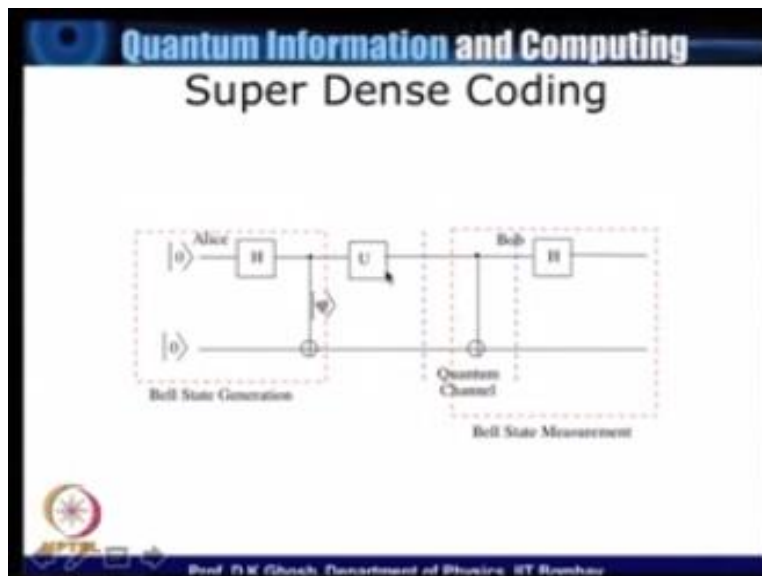 Quantum Information and Computing
Super Dense Coding
Alice
Bob
|0⟩
H
U
H
|0⟩
Quantum
Channel
Bell State Generation
Bell State Measurement
NPTEL
Prof. D.K Ghosh, Department of Physics, IIT Bombay